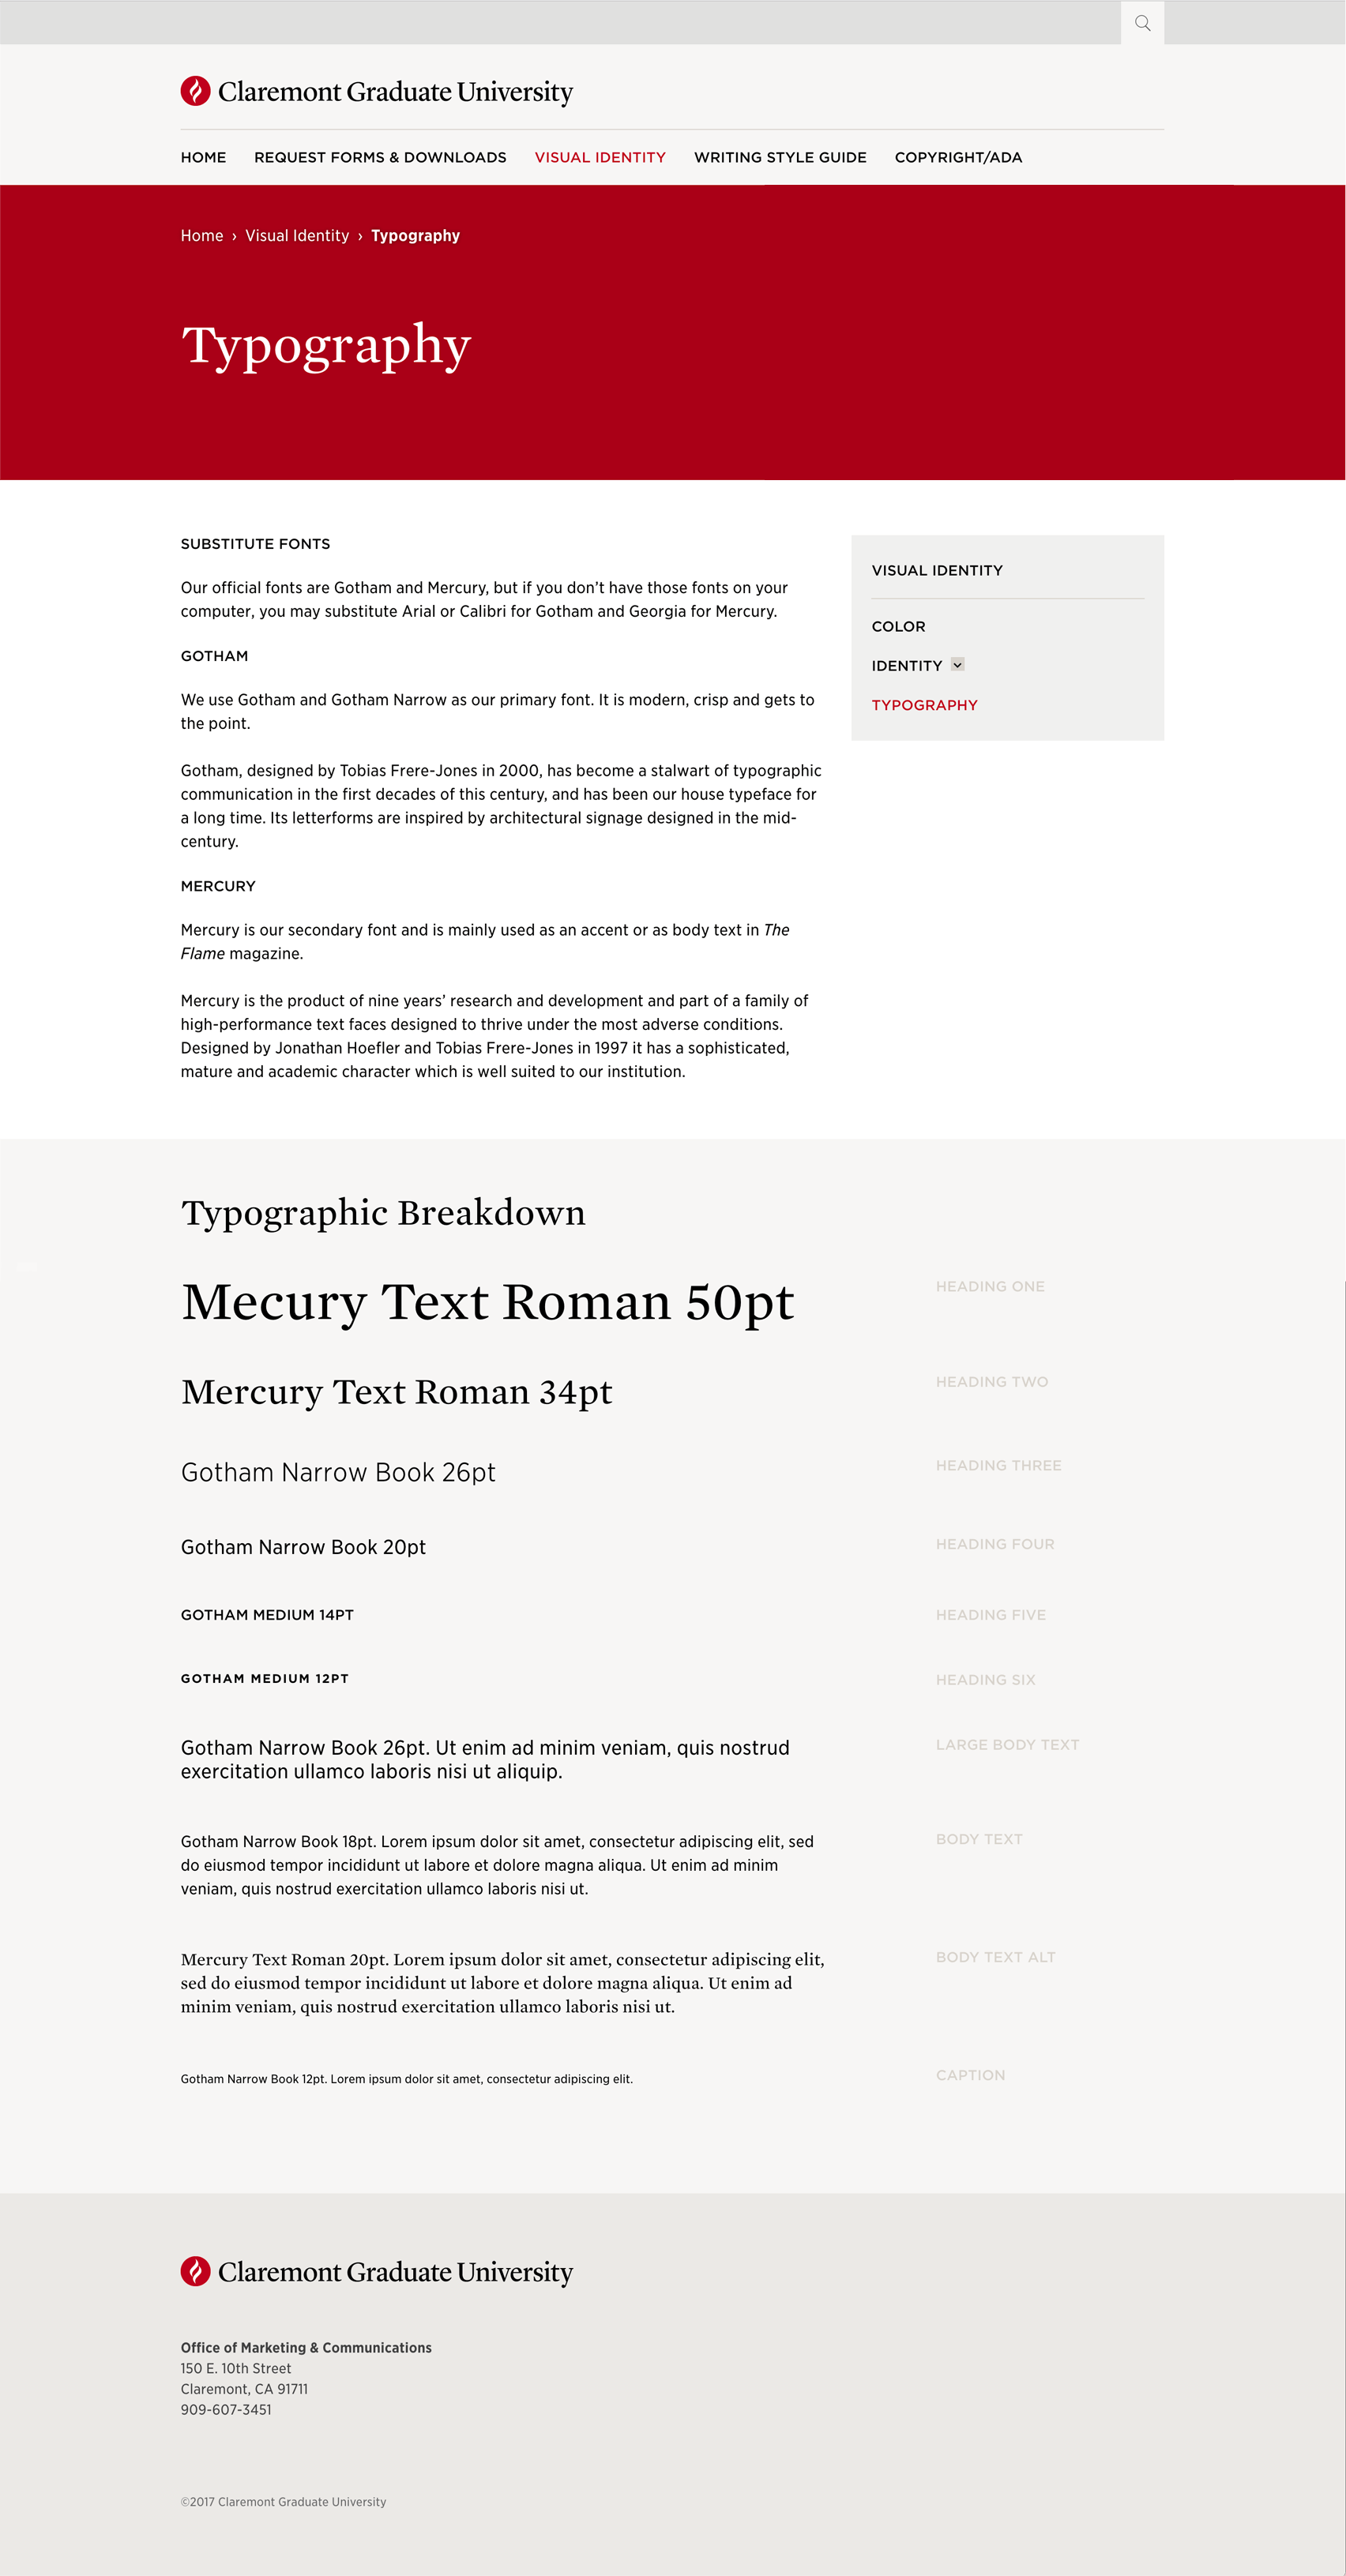 Claremont Graduate University
HOME REQUEST FORMS & DOWNLOADS VISUAL IDENTITY WRITING STYLE GUIDE COPYRIGHT/ADA
Home › Visual Identity › Typography
Typography
SUBSTITUTE FONTS
Our official fonts are Gotham and Mercury, but if you don’t have those fonts on your
computer, you may substitute Arial or Calibri for Gotham and Georgia for Mercury.
GOTHAM
We use Gotham and Gotham Narrow as our primary font. It is modern, crisp and gets to
the point.
Gotham, designed by Tobias Frere-Jones in 2000, has become a stalwart of typographic
communication in the first decades of this century, and has been our house typeface for
a long time. Its letterforms are inspired by architectural signage designed in the mid-
century.
MERCURY
Mercury is our secondary font and is mainly used as an accent or as body text in The
Flame magazine.
Mercury is the product of nine years’ research and development and part of a family of
high-performance text faces designed to thrive under the most adverse conditions.
Designed by Jonathan Hoefler and Tobias Frere-Jones in 1997 it has a sophisticated,
mature and academic character which is well suited to our institution.
VISUAL IDENTITY
COLOR
IDENTITY
TYPOGRAPHY
Typographic Breakdown
Mecury Text Roman 50pt
HEADING ONE
Mercury Text Roman 34pt
HEADING TWO
Gotham Narrow Book 26pt
HEADING THREE
Gotham Narrow Book 20pt
HEADING FOUR
GOTHAM MEDIUM 14PT
HEADING FIVE
GOTHAM MEDIUM 12PT
HEADING SIX
Gotham Narrow Book 26pt. Ut enim ad minim veniam, quis nostrud
exercitation ullamco laboris nisi ut aliquip.
LARGE BODY TEXT
Gotham Narrow Book 18pt. Lorem ipsum dolor sit amet, consectetur adipiscing elit, sed
do eiusmod tempor incididunt ut labore et dolore magna aliqua. Ut enim ad minim
veniam, quis nostrud exercitation ullamco laboris nisi ut.
BODY TEXT
Mercury Text Roman 20pt. Lorem ipsum dolor sit amet, consectetur adipiscing elit,
sed do eiusmod tempor incididunt ut labore et dolore magna aliqua. Ut enim ad
minim veniam, quis nostrud exercitation ullamco laboris nisi ut.
BODY TEXT ALT
Gotham Narrow Book 12pt. Lorem ipsum dolor sit amet, consectetur adipiscing elit.
CAPTION
Claremont Graduate University
Office of Marketing & Communications
150 E. 10th Street
Claremont, CA 91711
909-607-3451
©2017 Claremont Graduate University